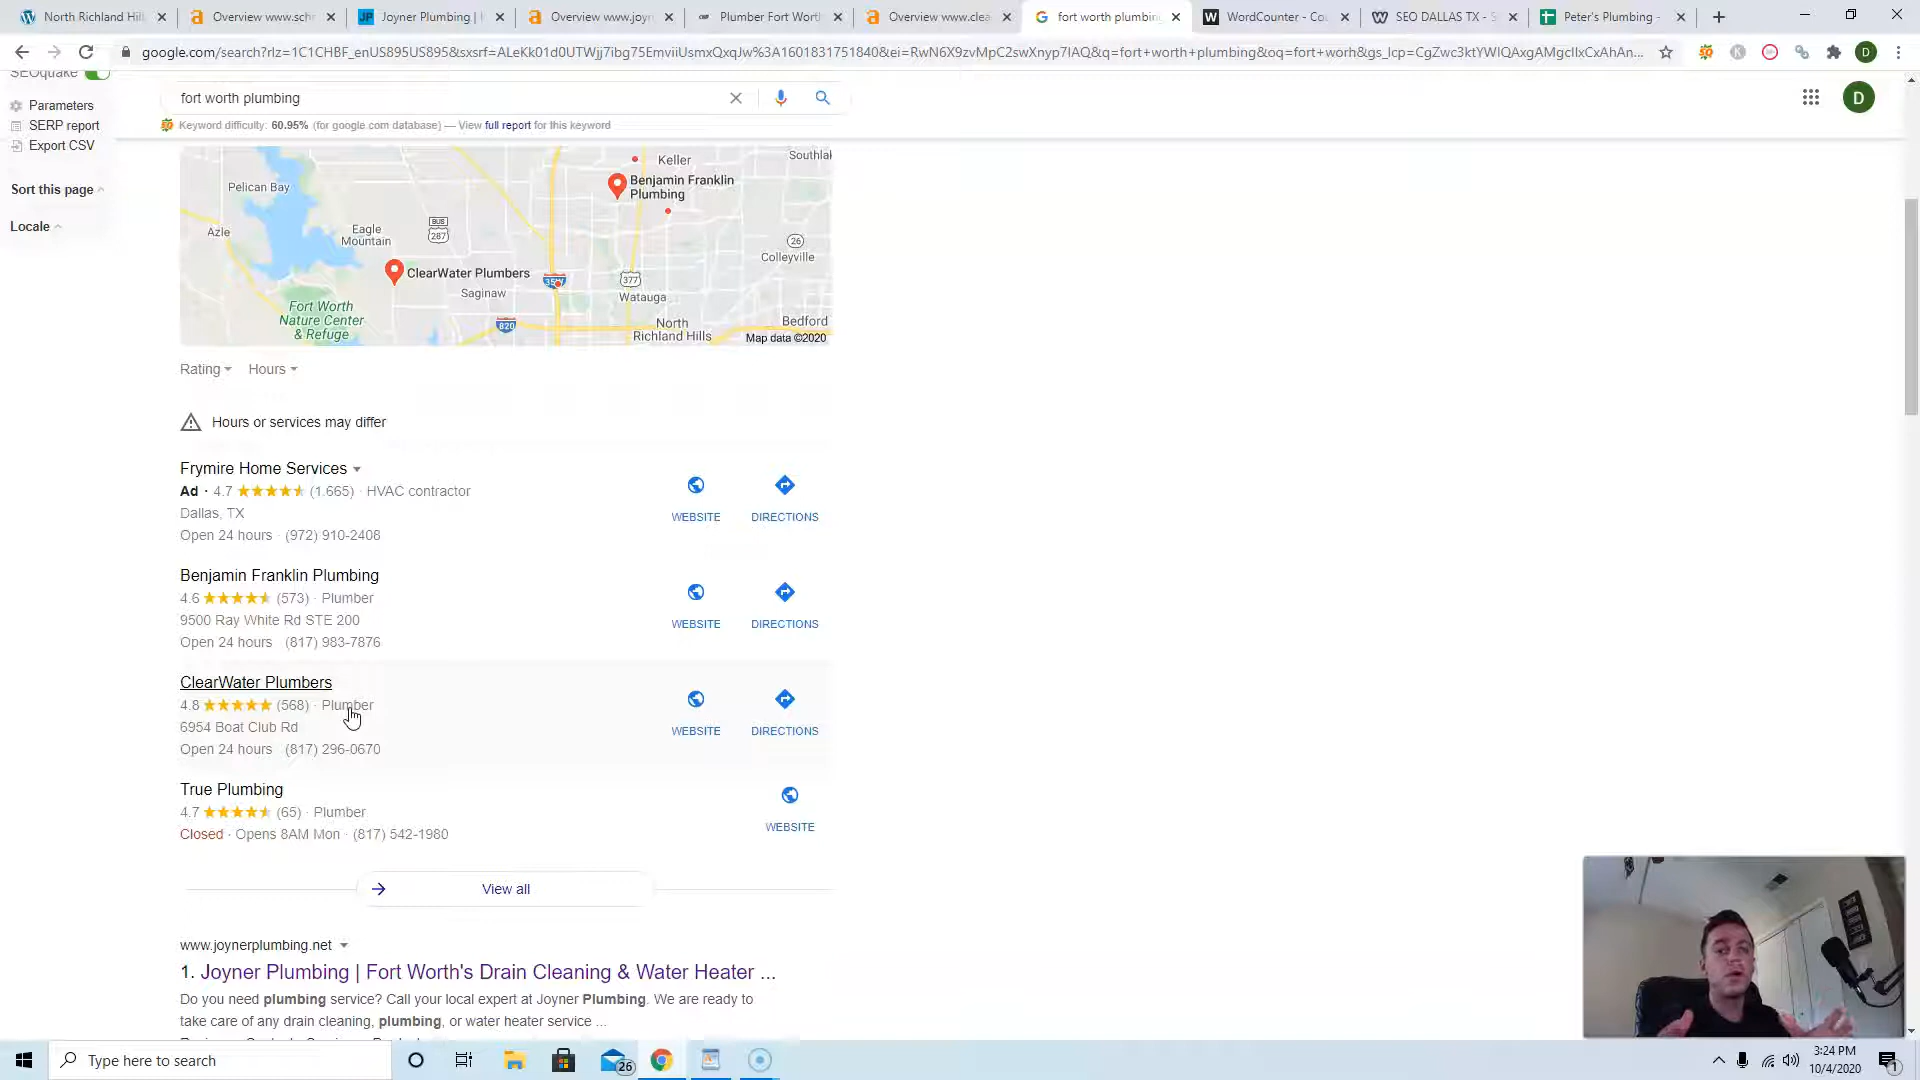 North Richland Hil
Overview www.schr
Joyner Plumbing |
Overview www.joyn
Plumber Fort Wort
Overview www.clea
fort worth plumbin
WordCounter - Cou
SEO DALLAS TX - S
Peter's Plumbing -
google.com/search?rlz=1C1CHBF_enUS895US895&sxsrf=ALeKk01d0UTWjj7ibg75EmviiUsmxQxqJw%3A1601831751840&ei=RwN6X9zvMpC2swXnyp7IAQ&q=fort+worth+plumbing&oq=fort+worh&gs_lcp=CgZwc3ktYWIQAxgAMgcIIxCxAhAn...
SEOquake
Parameters
SERP report
Export CSV
Sort this page
Locale
fort worth plumbing
Keyword difficulty: 60.95% (for google.com database) — View full report for this keyword
D
Pelican Bay
Keller
Southlak
Benjamin Franklin
Plumbing
Azle
BUS
287
Eagle
Mountain
26
Colleyville
ClearWater Plumbers
377
Saginaw
Watauga
Fort Worth
Nature Center
& Refuge
820
North
Richland Hills
Bedford
Map data ©2020
Rating
Hours
Hours or services may differ
Frymire Home Services
Ad · 4.7 (1,665) · HVAC contractor
Dallas, TX
Open 24 hours · (972) 910-2408
WEBSITE
DIRECTIONS
Benjamin Franklin Plumbing
4.6 (573) · Plumber
9500 Ray White Rd STE 200
Open 24 hours · (817) 983-7876
WEBSITE
DIRECTIONS
ClearWater Plumbers
4.8 (568) · Plumber
6954 Boat Club Rd
Open 24 hours · (817) 296-0670
WEBSITE
DIRECTIONS
True Plumbing
4.7 (65) · Plumber
Closed · Opens 8AM Mon · (817) 542-1980
WEBSITE
View all
www.joynerplumbing.net
1. Joyner Plumbing | Fort Worth's Drain Cleaning & Water Heater ...
Do you need plumbing service? Call your local expert at Joyner Plumbing. We are ready to
take care of any drain cleaning, plumbing, or water heater service ...
Type here to search
26
3:24 PM
10/4/2020
1